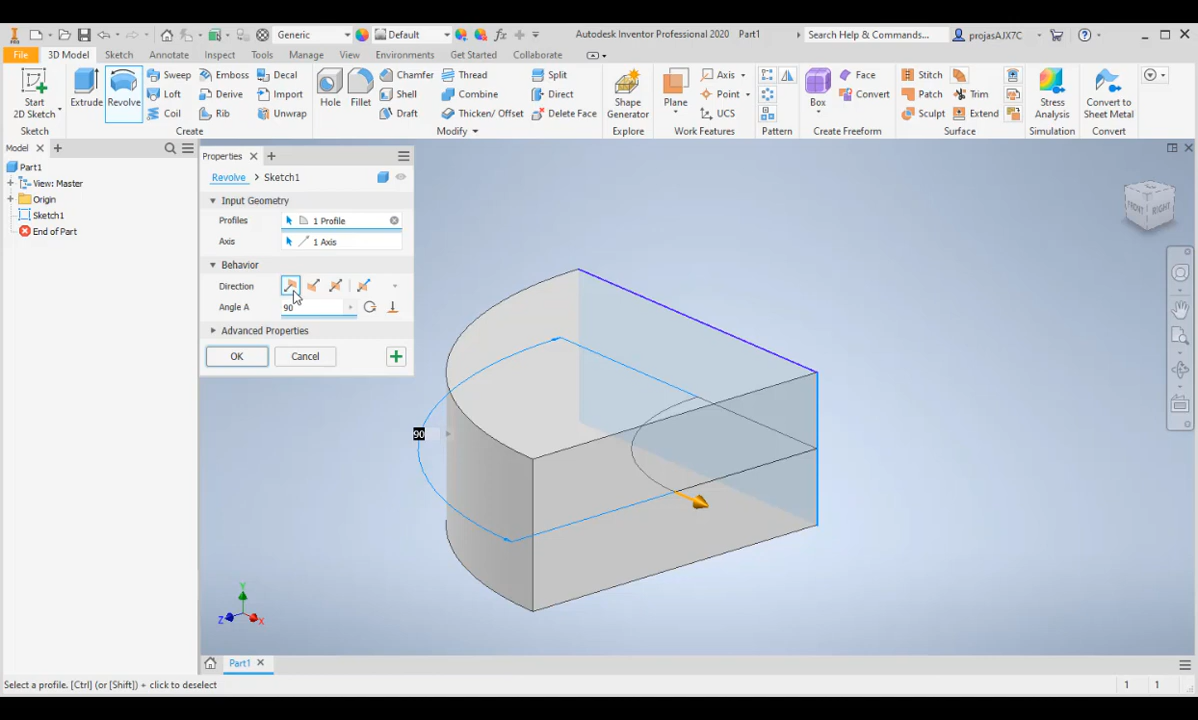 Generic
Default
Autodesk Inventor Professional 2020 Part1
Search Help & Commands...
projasAJX7C
File 3D Model Sketch Annotate Inspect Tools Manage View Environments Get Started Collaborate
Start 2D Sketch
Extrude
Revolve
Sweep Emboss Decal
Loft Derive Import
Coil Rib Unwrap
Hole
Fillet
Chamfer Thread Split
Shell Combine Direct
Draft Thicken/Offset Delete Face
Shape Generator
Plane
Axis
Point
UCS
Box
Face
Convert
Stitch
Patch Trim
Sculpt Extend
Stress Analysis
Convert to Sheet Metal
Sketch Create Modify Explore Work Features Pattern Create Freeform Surface Simulation Convert
Model
Part1
View: Master
Origin
Sketch1
End of Part
Properties
Revolve > Sketch1
Input Geometry
Profiles 1 Profile
Axis 1 Axis
Behavior
Direction
Angle A 90
Advanced Properties
OK Cancel
FRONT RIGHT
90
Y
Z X
Part1
Select a profile. [Ctrl] (or [Shift]) + click to deselect
1 1